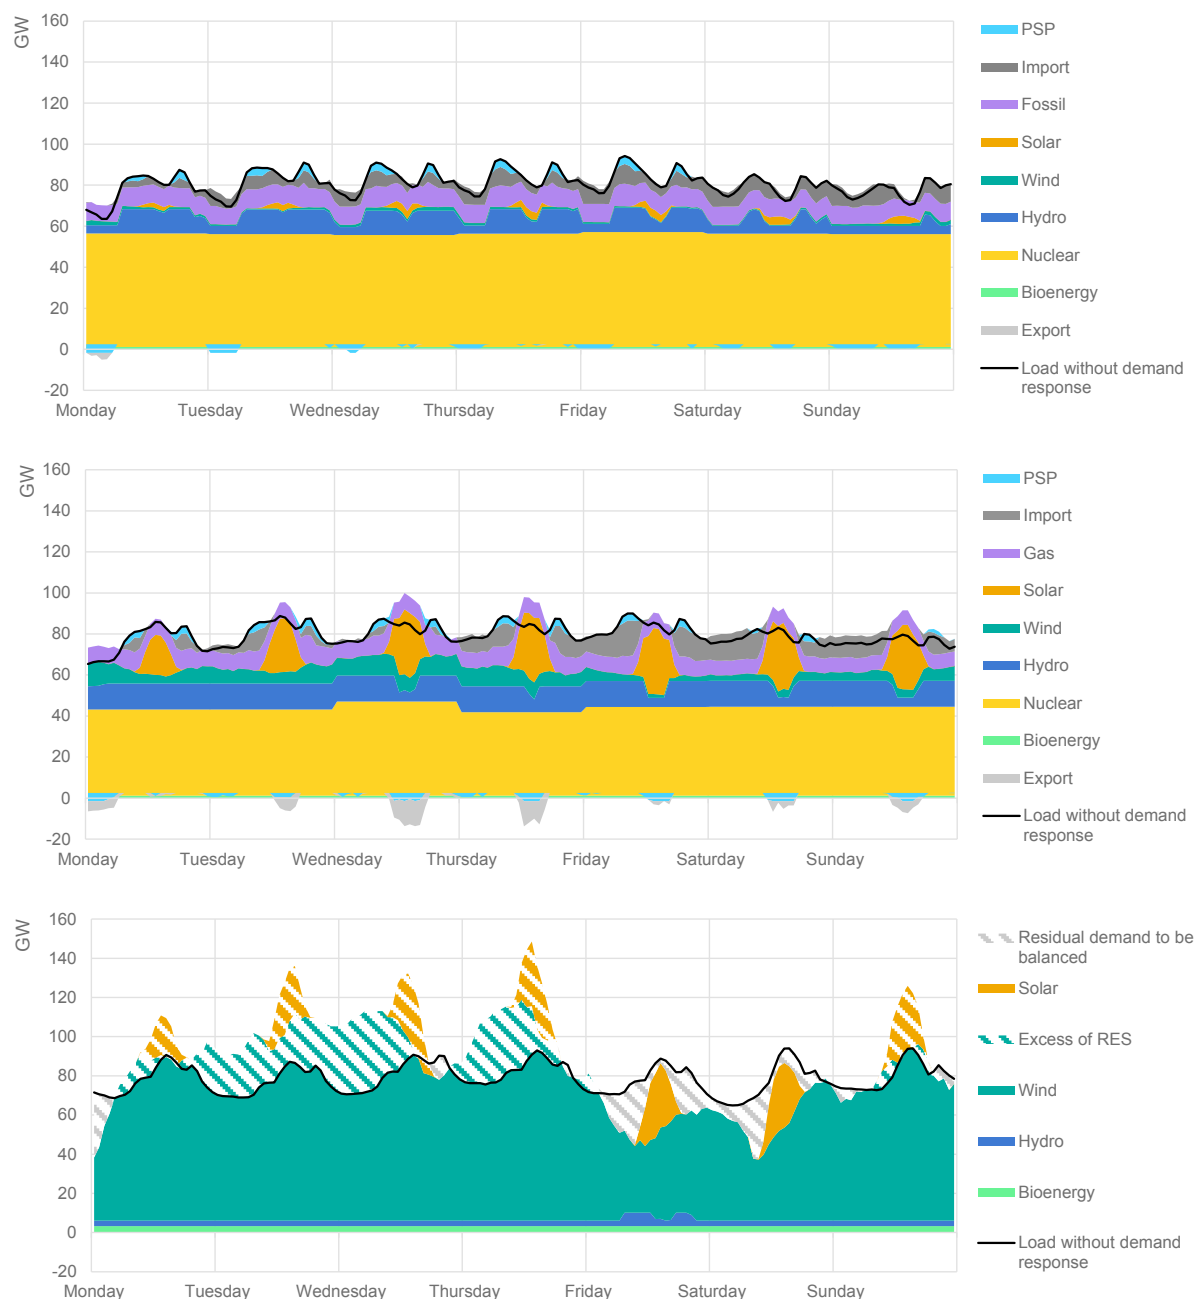 GW
160
140
120
100
80
60
40
20
0
-20
Monday Tuesday Wednesday Thursday Friday Saturday Sunday
PSP
Import
Fossil
Solar
Wind
Hydro
Nuclear
Bioenergy
Export
Load without demand
response
GW
160
140
120
100
80
60
40
20
0
-20
Monday Tuesday Wednesday Thursday Friday Saturday Sunday
PSP
Import
Gas
Solar
Wind
Hydro
Nuclear
Bioenergy
Export
Load without demand
response
GW
160
140
120
100
80
60
40
20
0
-20
Monday Tuesday Wednesday Thursday Friday Saturday Sunday
Residual demand to be
balanced
Solar
Excess of RES
Wind
Hydro
Bioenergy
Load without demand
response